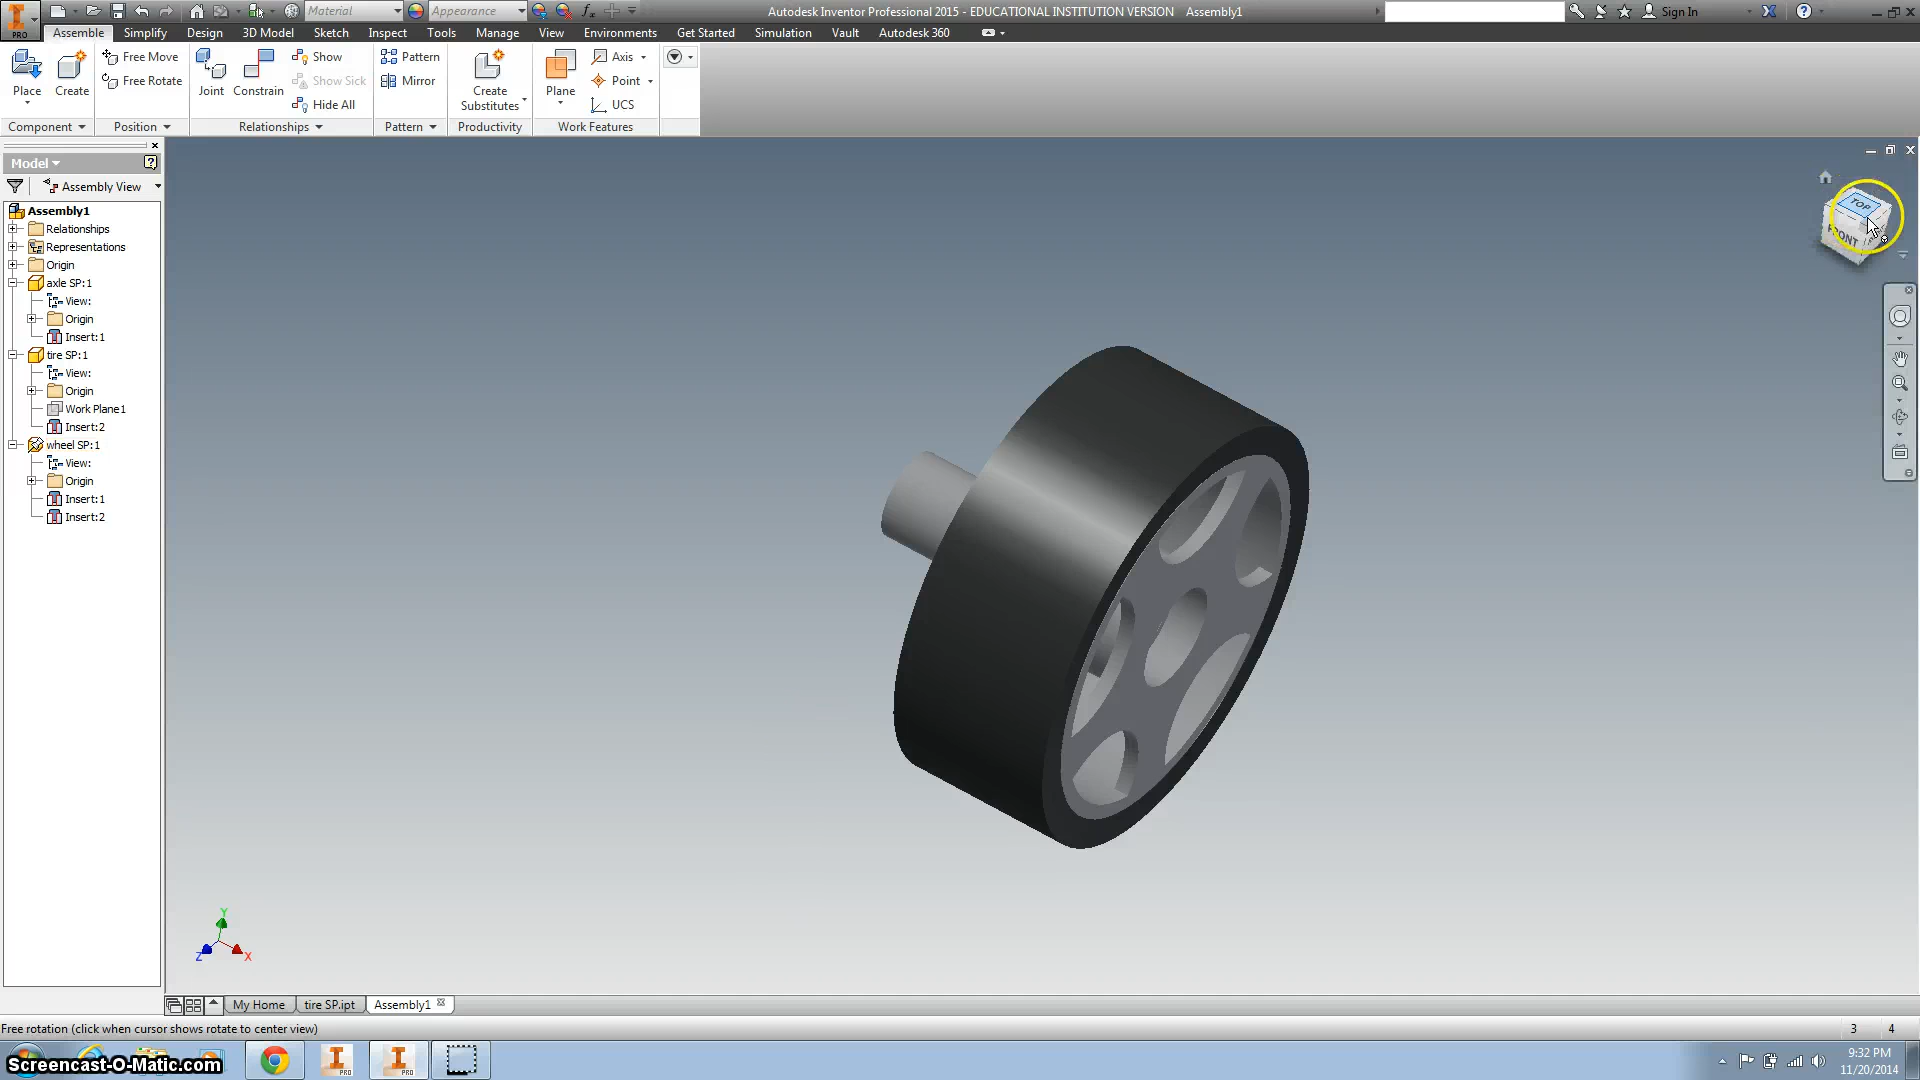 Material
Appearance
Autodesk Inventor Professional 2015 - EDUCATIONAL INSTITUTION VERSION Assembly1
Sign In
PRO
Assemble Simplify Design 3D Model Sketch Inspect Tools Manage View Environments Get Started Simulation Vault Autodesk 360
Place
Create
Free Move
Free Rotate
Joint
Constrain
Show
Show Sick
Hide All
Pattern
Mirror
Create
Substitutes
Plane
Axis
Point
UCS
Component
Position
Relationships
Pattern
Productivity
Work Features
Model
Assembly View
Assembly1
Relationships
Representations
Origin
axle SP:1
View:
Origin
Insert:1
tire SP:1
View:
Origin
Work Plane1
Insert:2
wheel SP:1
View:
Origin
Insert:1
Insert:2
TOP
FRONT
Y
Z
X
My Home
tire SP.ipt
Assembly1
Free rotation (click when cursor shows rotate to center view)
3 4
Screencast-O-Matic.com
PRO
PRO
9:32 PM
11/20/2014